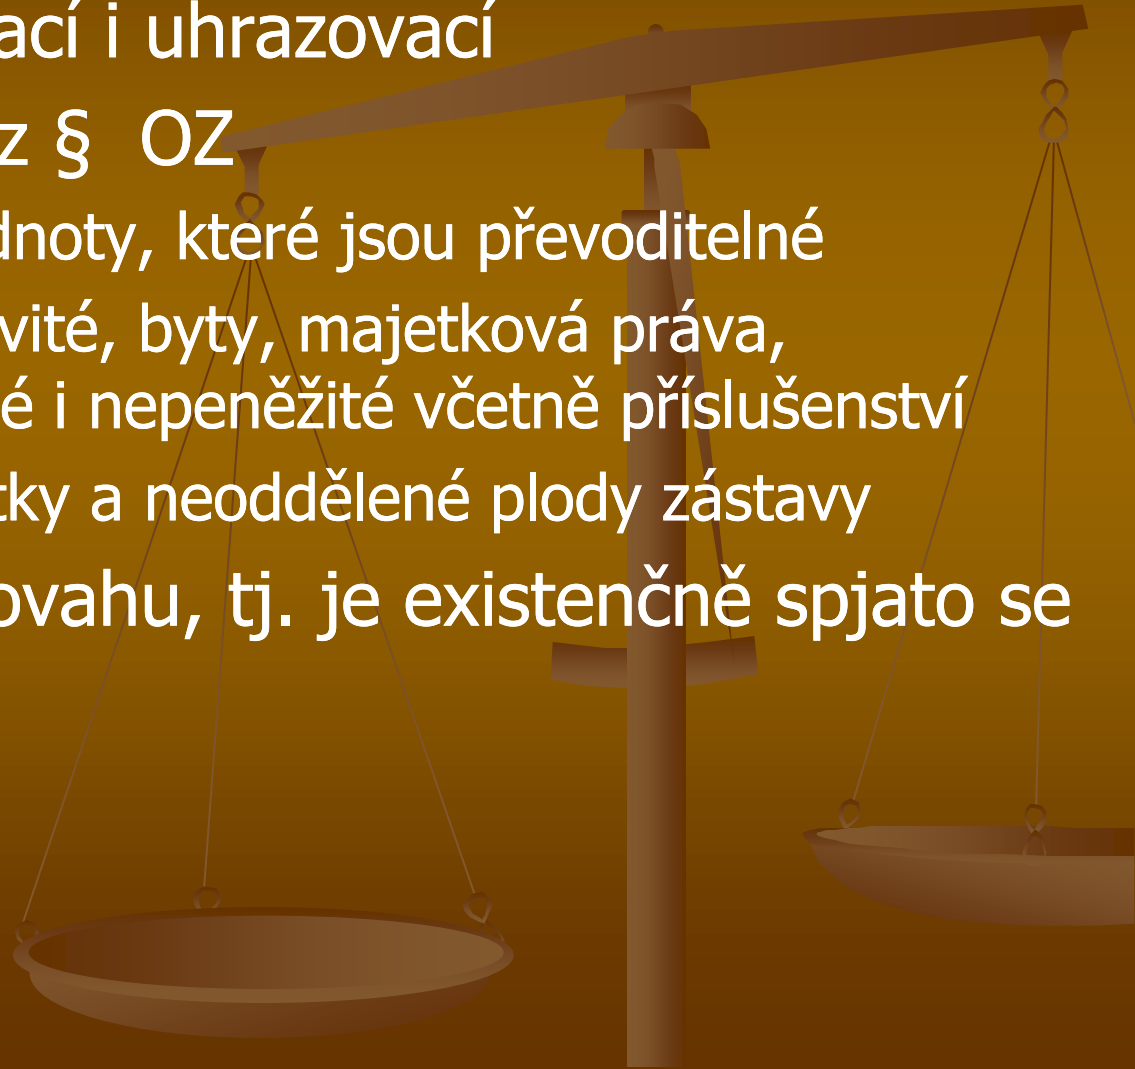 ací i uhrazovací
z § OZ
dnoty, které jsou převoditelné
vité, byty, majetková práva,
é i nepeněžité včetně příslušenství
tky a neoddělené plody zástavy
ovahu, tj. je existenčně spjato se